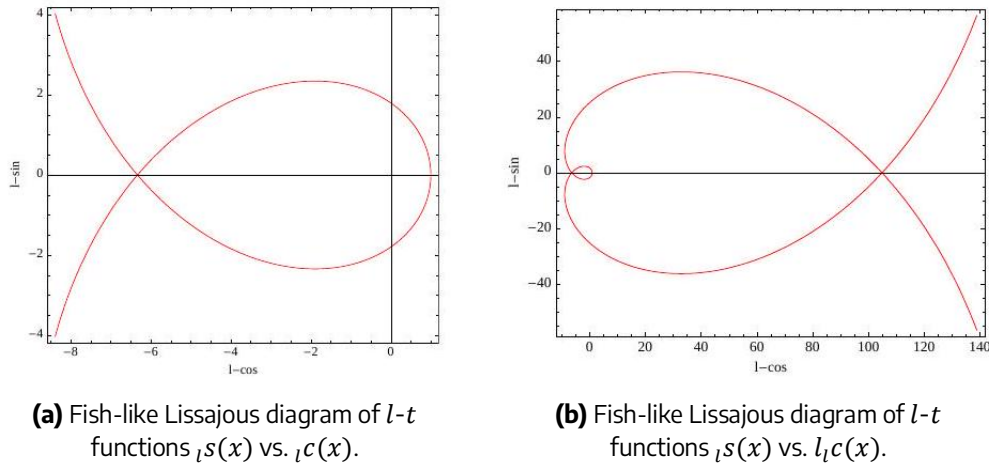 4
2
0
−2
−4
l−sin
−8
−6
−4
−2
0
l−cos
40
20
0
−20
−40
l−sin
0
20
40
60
80
100
120
140
l−cos
(a) Fish-like Lissajous diagram of l-t
functions ₗs(x) vs. ₗc(x).
(b) Fish-like Lissajous diagram of l-t
functions ₗs(x) vs. lₗc(x).